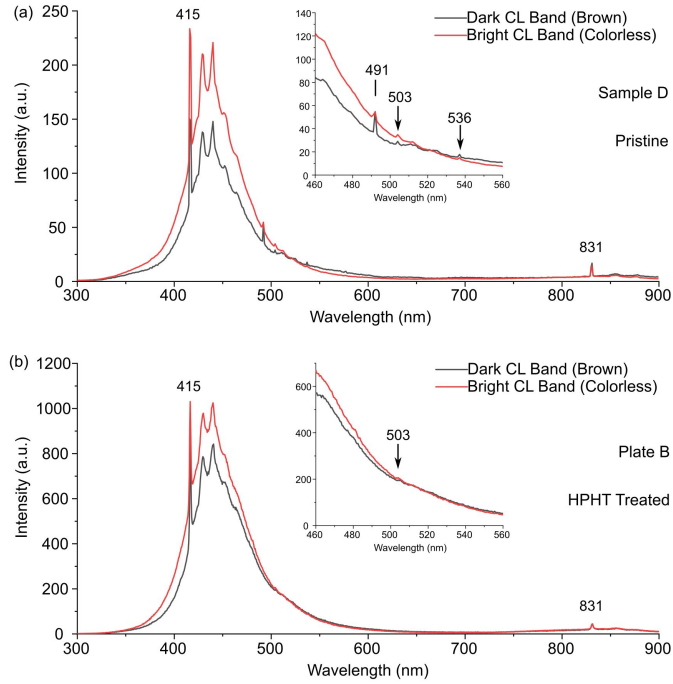 (a)
415
Dark CL Band (Brown)
Bright CL Band (Colorless)
Sample D
Pristine
491
503
536
831
Intensity (a.u.)
250
200
150
100
50
0
300 400 500 600 700 800 900
Wavelength (nm)
140
120
100
80
60
40
20
0
460 480 500 520 540 560
Wavelength (nm)
(b)
415
Dark CL Band (Brown)
Bright CL Band (Colorless)
Plate B
HPHT Treated
503
831
Intensity (a.u.)
1200
1000
800
600
400
200
0
300 400 500 600 700 800 900
Wavelength (nm)
600
400
200
0
460 480 500 520 540 560
Wavelength (nm)